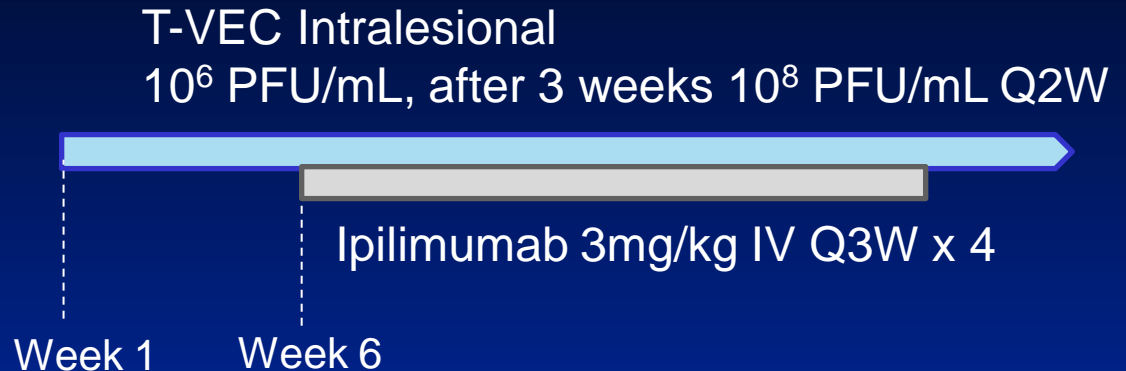 T-VEC Intralesional
10⁶ PFU/mL, after 3 weeks 10⁸ PFU/mL Q2W
Ipilimumab 3mg/kg IV Q3W x 4
Week 1 Week 6